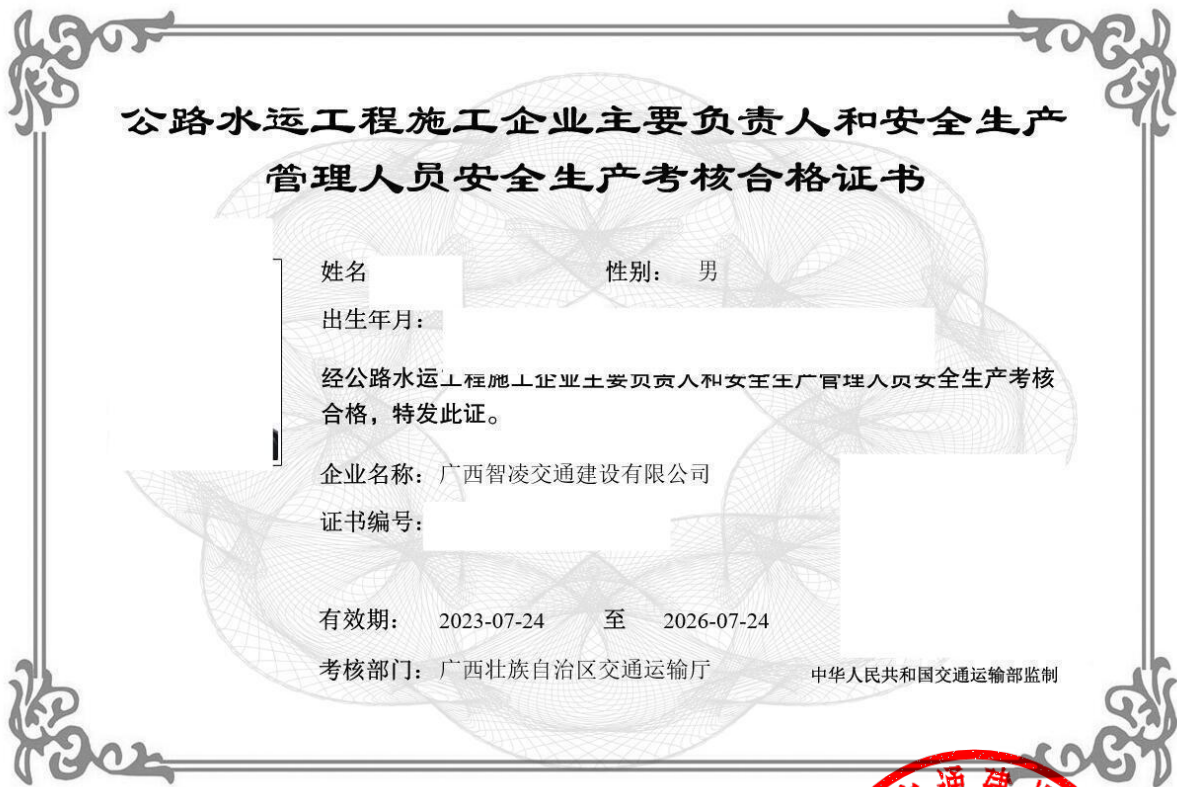 公路水运工程施工企业主要负责人和安全生产
管理人员安全生产考核合格证书
姓名
性别： 男
出生年月：
经公路水运工程施工企业主要负责人和安全生产管理人员安全生产考核
合格，特发此证。
企业名称：广西智凌交通建设有限公司
证书编号：
有效期： 2023-07-24 至 2026-07-24
考核部门：广西壮族自治区交通运输厅
中华人民共和国交通运输部监制
通建